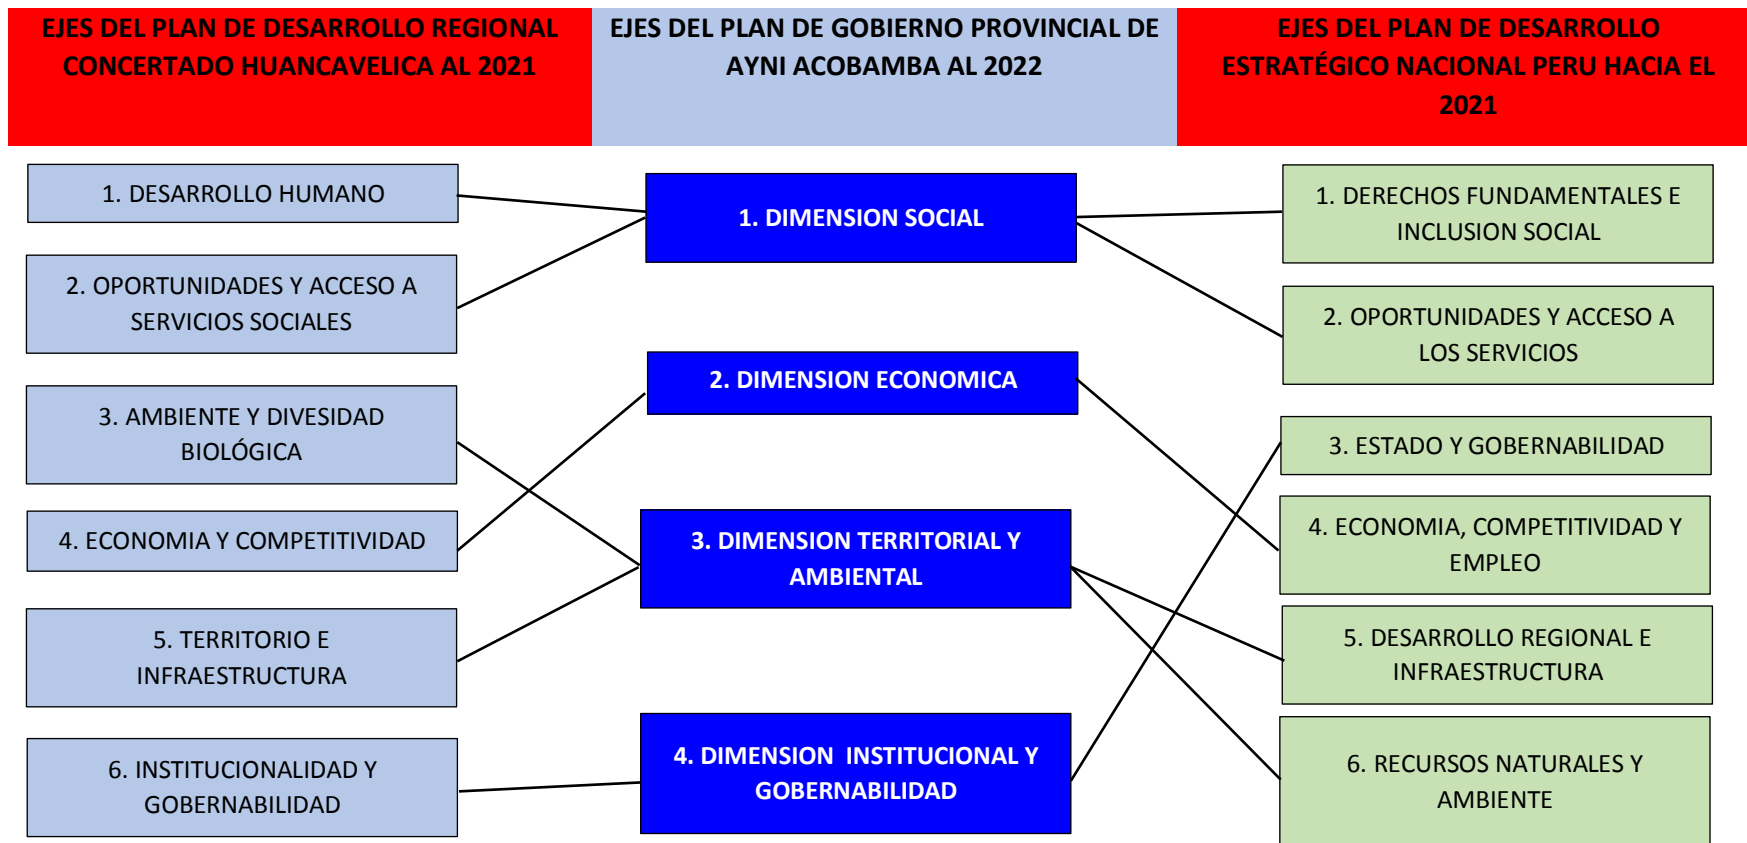 EJES DEL PLAN DE DESARROLLO REGIONAL
CONCERTADO HUANCAVELICA AL 2021
EJES DEL PLAN DE GOBIERNO PROVINCIAL DE
AYNI ACOBAMBA AL 2022
EJES DEL PLAN DE DESARROLLO
ESTRATÉGICO NACIONAL PERU HACIA EL
2021
1. DESARROLLO HUMANO
2. OPORTUNIDADES Y ACCESO A
SERVICIOS SOCIALES
3. AMBIENTE Y DIVESIDAD
BIOLÓGICA
4. ECONOMIA Y COMPETITIVIDAD
5. TERRITORIO E
INFRAESTRUCTURA
6. INSTITUCIONALIDAD Y
GOBERNABILIDAD
1. DIMENSION SOCIAL
2. DIMENSION ECONOMICA
3. DIMENSION TERRITORIAL Y
AMBIENTAL
4. DIMENSION  INSTITUCIONAL Y
GOBERNABILIDAD
1. DERECHOS FUNDAMENTALES E
INCLUSION SOCIAL
2. OPORTUNIDADES Y ACCESO A
LOS SERVICIOS
3. ESTADO Y GOBERNABILIDAD
4. ECONOMIA, COMPETITIVIDAD Y
EMPLEO
5. DESARROLLO REGIONAL E
INFRAESTRUCTURA
6. RECURSOS NATURALES Y
AMBIENTE